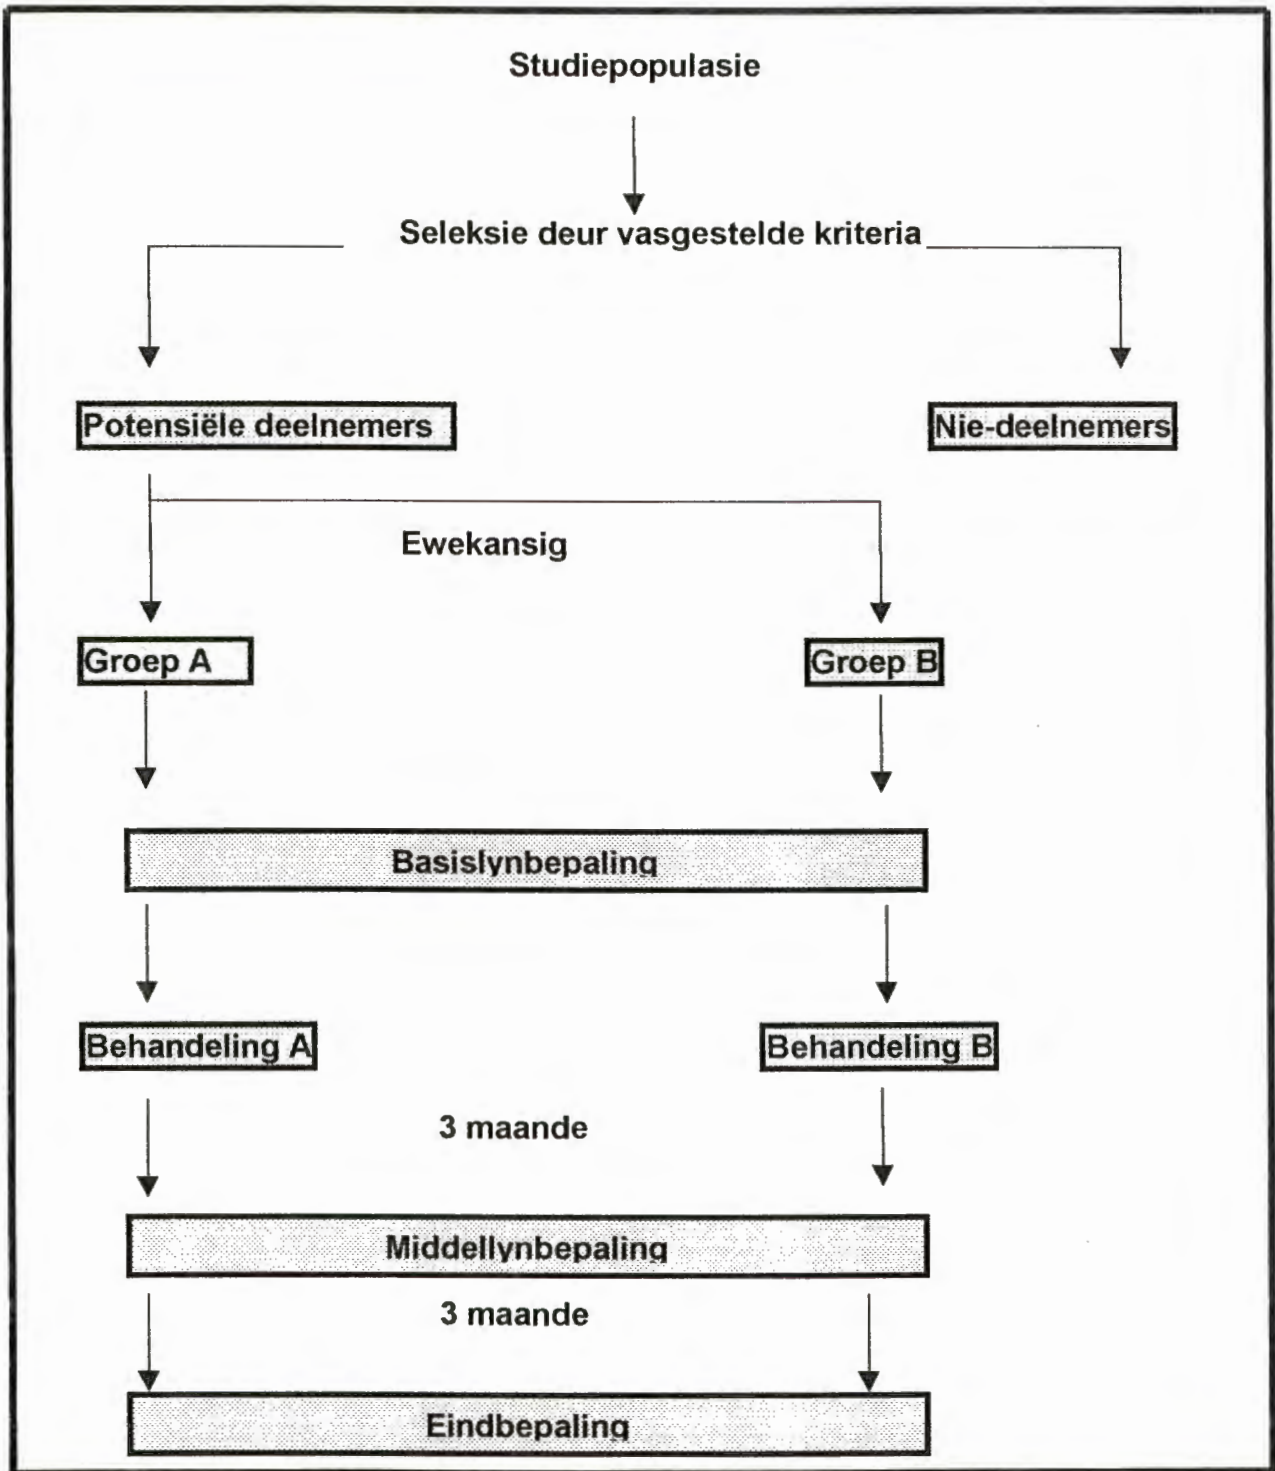 Studiepopulasie
Seleksie deur vasgestelde kriteria
Potensiële deelnemers
Nie-deelnemers
Ewekansig
Groep A
Groep B
Basislynbepaling
Behandeling A
Behandeling B
3 maande
Middellynbepaling
3 maande
Eindbepaling